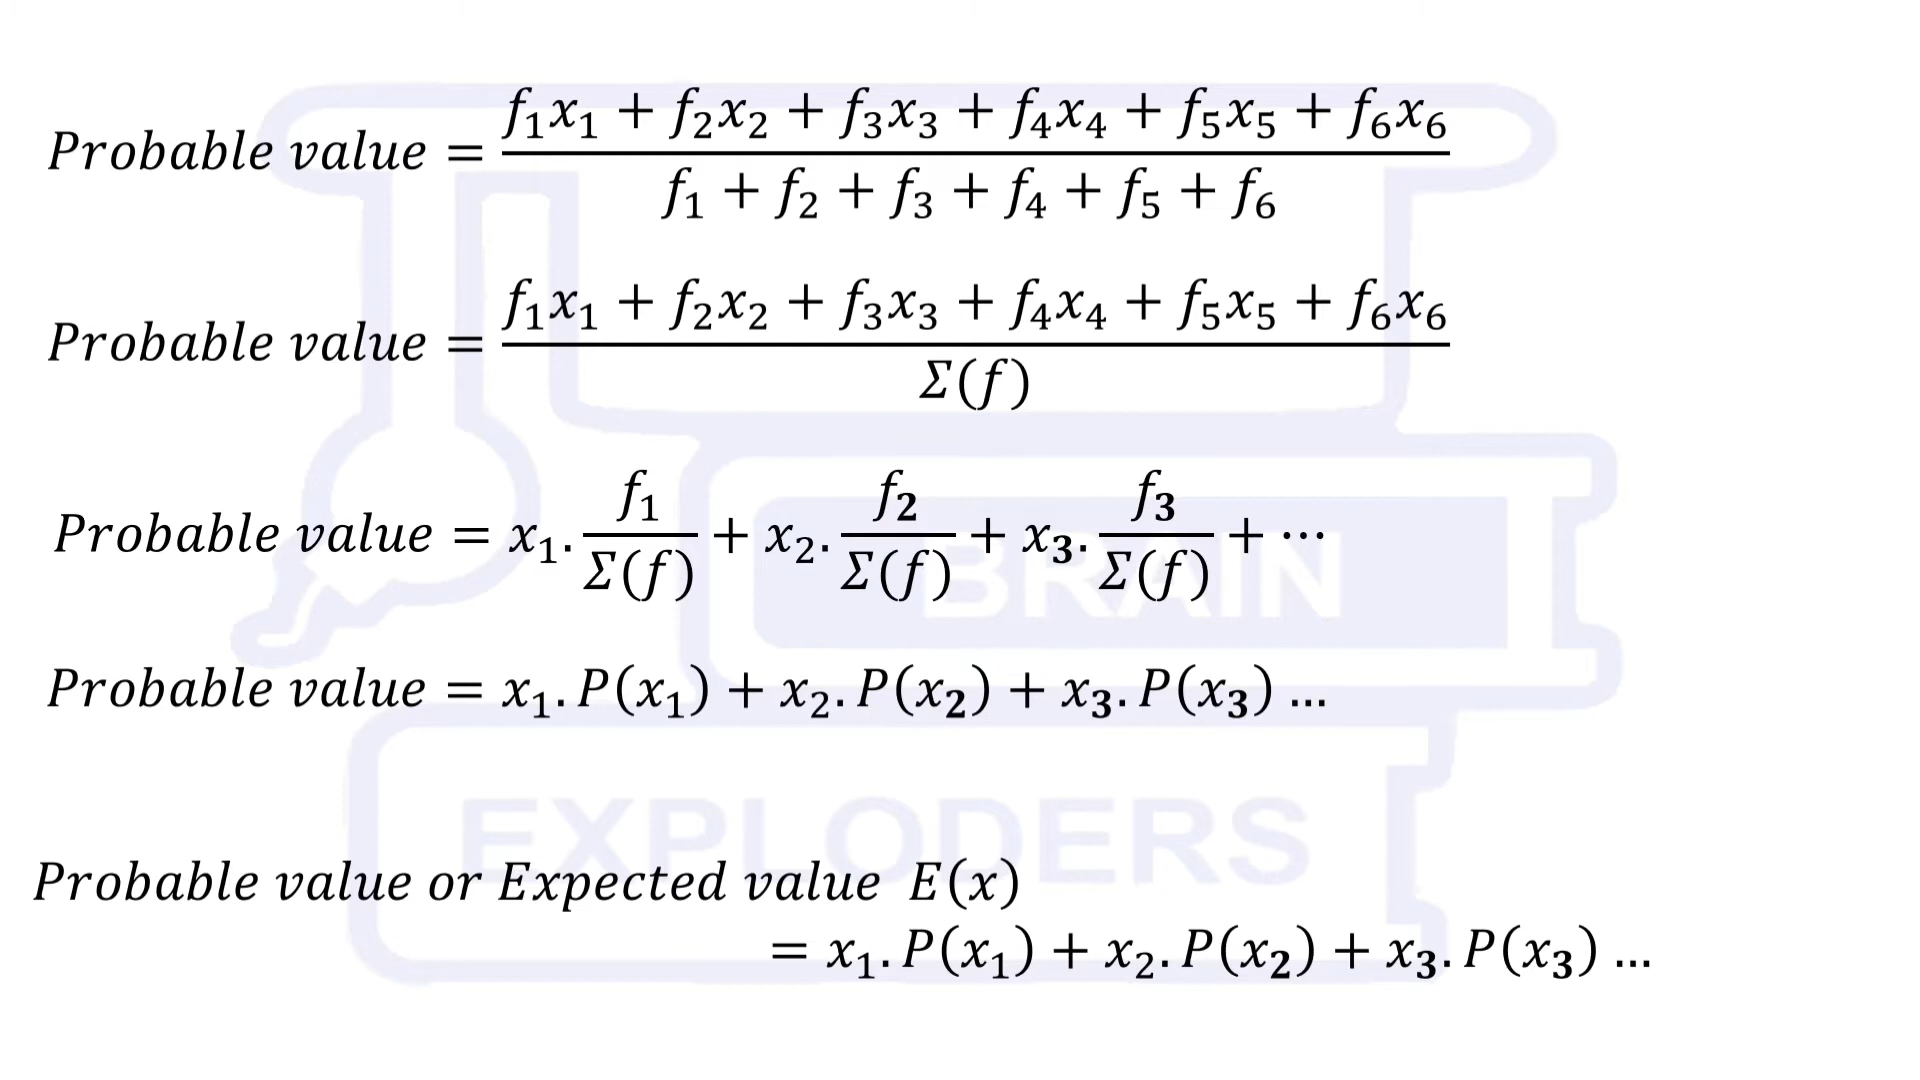 Probable value = (f₁x₁ + f₂x₂ + f₃x₃ + f₄x₄ + f₅x₅ + f₆x₆) / (f₁ + f₂ + f₃ + f₄ + f₅ + f₆)
Probable value = (f₁x₁ + f₂x₂ + f₃x₃ + f₄x₄ + f₅x₅ + f₆x₆) / Σ(f)
Probable value = x₁. f₁/Σ(f) + x₂. f₂/Σ(f) + x₃. f₃/Σ(f) + ⋯
BRAIN
Probable value = x₁. P(x₁) + x₂. P(x₂) + x₃. P(x₃) ...
EXPLODERS
Probable value or Expected value E(x)
= x₁. P(x₁) + x₂. P(x₂) + x₃. P(x₃) ...